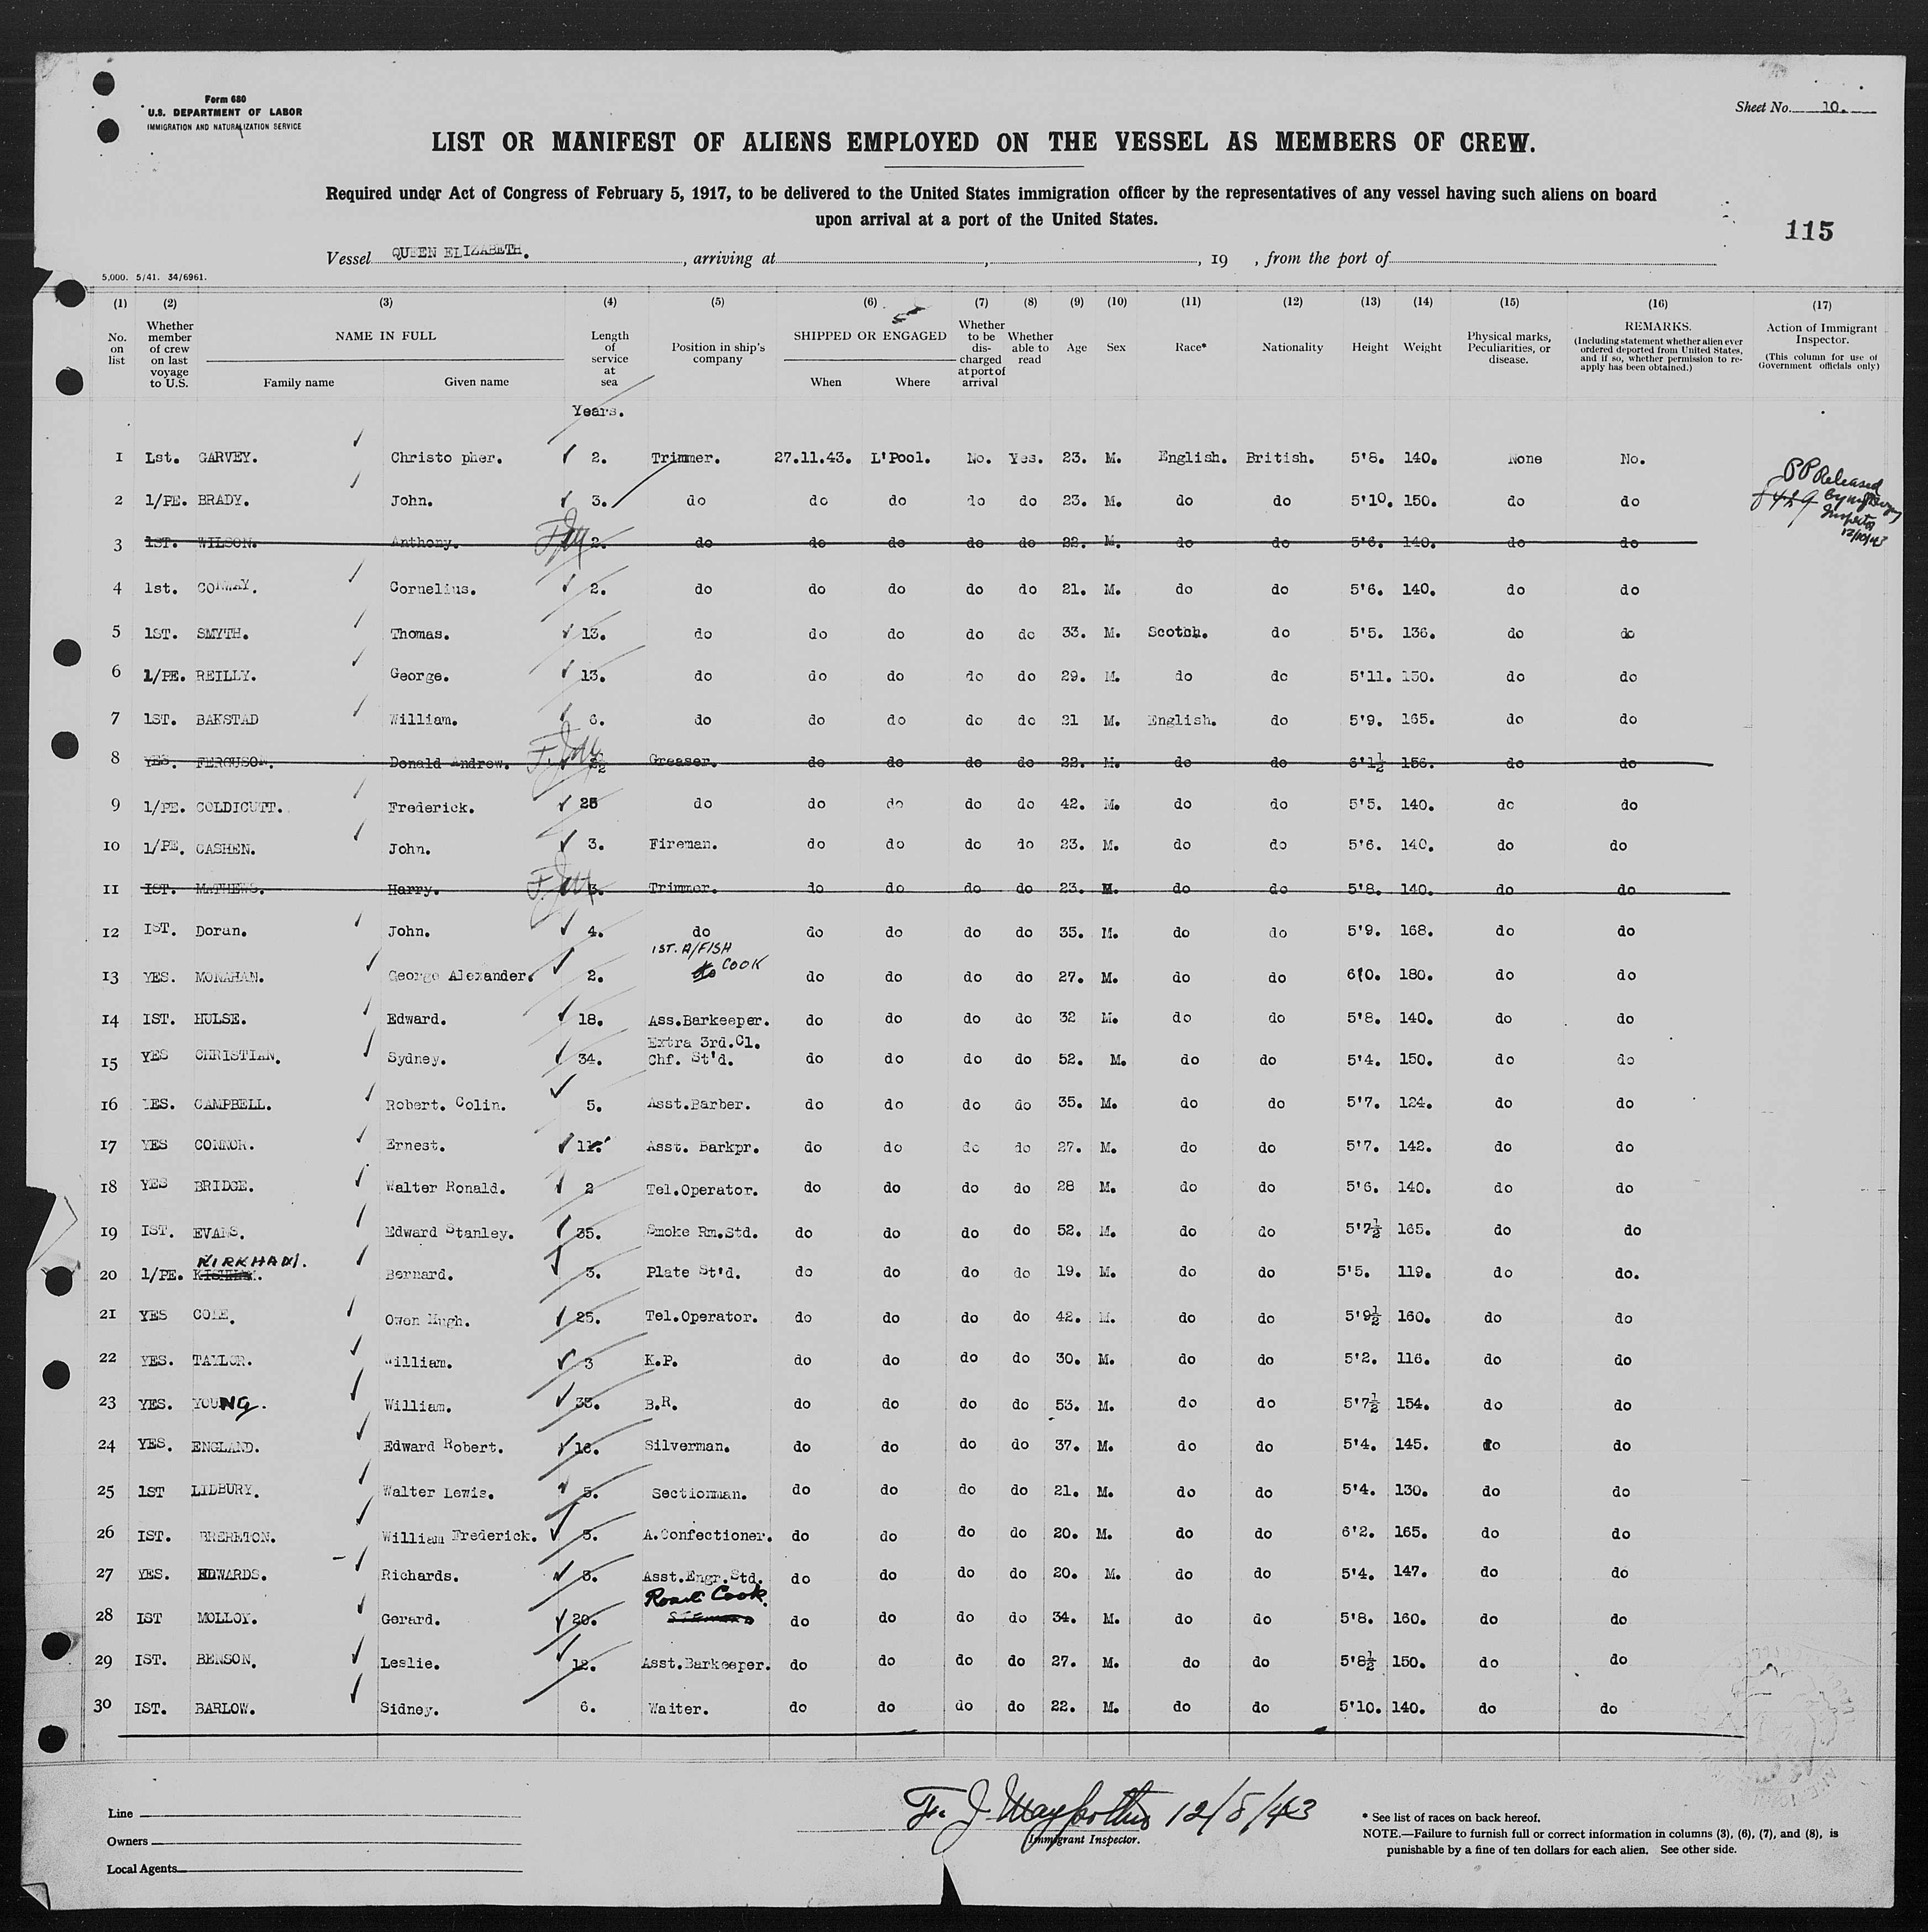 Form 680
U.S. DEPARTMENT OF LABOR
IMMIGRATION AND NATURALIZATION SERVICE
Sheet No. 10.
LIST OR MANIFEST OF ALIENS EMPLOYED ON THE VESSEL AS MEMBERS OF CREW.
Required under Act of Congress of February 5, 1917, to be delivered to the United States immigration officer by the representatives of any vessel having such aliens on board
upon arrival at a port of the United States.
115
Vessel QUEEN ELIZABETH. , arriving at , , 19 , from the port of
5,000. 5/41. 34/6961.
(1) (2) (3) (4) (5) (6) (7) (8) (9) (10) (11) (12) (13) (14) (15) (16) (17)
No. on list Whether member of crew on last voyage to U.S. NAME IN FULL Family name Given name Length of service at sea Position in ship's company SHIPPED OR ENGAGED When Where Whether to be discharged at port of arrival Whether able to read Age Sex Race* Nationality Height Weight Physical marks, Peculiarities, or disease. REMARKS. (Including statement whether alien ever ordered deported from United States, and if so, whether permission to re-apply has been obtained.) Action of Immigrant Inspector. (This column for use of Government officials only)
Years.
1 1st. GARVEY. Christo pher. 2. Trimmer. 27.11.43. L'Pool. No. Yes. 23. M. English. British. 5'8. 140. None No.
PP Released
2 1/PE. BRADY. John. 3. do do do do do 23. M. do do 5'10. 150. do do
Inspector
3 1ST. WILSON. Anthony. 2. do do do do do 22. M. do do 5'6. 140. do do
4 1st. CONWAY. Cornelius. 2. do do do do do 21. M. do do 5'6. 140. do do
5 1ST. SMYTH. Thomas. 13. do do do do do 33. M. Scotch. do 5'5. 136. do do
6 1/PE. REILLY. George. 13. do do do do do 29. M. do do 5'11. 150. do do
7 1ST. BAKSTAD William. 6. do do do do do 21 M. English. do 5'9. 165. do do
8 YES. FERGUSON. Donald Andrew. 2½ Greaser. do do do do 22. M. do do 6'1½ 156. do do
9 1/PE. COLDICUTT. Frederick. 25 do do do do do 42. M. do do 5'5. 140. do do
10 1/PE. CASHEN. John. 3. Fireman. do do do do 23. M. do do 5'6. 140. do do
11 IST. MATHEWS. Harry. 3. Trimmer. do do do do 23. M. do do 5'8. 140. do do
12 IST. Doran. John. 4. do do do do do 35. M. do do 5'9. 168. do do
1ST. A/FISH
13 YES. MONAHAN. George Alexander. 2. do COOK do do do do 27. M. do do 6'0. 180. do do
14 IST. HULSE. Edward. 18. Ass.Barkeeper. do do do do 32 M. do do 5'8. 140. do do
Extra 3rd.Cl.
15 YES CHRISTIAN. Sydney. 34. Chf. St'd. do do do do 52. M. do do 5'4. 150. do do
16 YES. CAMPBELL. Robert. Colin. 5. Asst.Barber. do do do do 35. M. do do 5'7. 124. do do
17 YES CONNOR. Ernest. 11. Asst. Barkpr. do do do do 27. M. do do 5'7. 142. do do
18 YES BRIDGE. Walter Ronald. 2 Tel.Operator. do do do do 28 M. do do 5'6. 140. do do
19 IST. EVANS. Edward Stanley. 35. Smoke Rm.Std. do do do do 52. M. do do 5'7½ 165. do do
KIRKHAM.
20 1/PE. Bernard. 3. Plate St'd. do do do do 19. M. do do 5'5. 119. do do.
21 YES COLE. Owen Hugh. 25. Tel.Operator. do do do do 42. M. do do 5'9½ 160. do do
22 YES. TAYLOR. William. 3 K.P. do do do do 30. M. do do 5'2. 116. do do
23 YES. YOUNG. William. 38. B.R. do do do do 53. M. do do 5'7½ 154. do do
24 YES. ENGLAND. Edward Robert. 16. Silverman. do do do do 37. M. do do 5'4. 145. do do
25 1ST LIDBURY. Walter Lewis. 5. Sectionman. do do do do 21. M. do do 5'4. 130. do do
26 IST. BRERETON. William Frederick. 3. A.Confectioner. do do do do 20. M. do do 6'2. 165. do do
27 YES. EDWARDS. Richards. 3. Asst.Engr.Std. do do do do 20. M. do do 5'4. 147. do do
Roast Cook.
28 IST MOLLOY. Gerard. 20. do do do do 34. M. do do 5'8. 160. do do
29 IST. BENSON. Leslie. 12. Asst.Barkeeper. do do do do 27. M. do do 5'8½ 150. do do
30 IST. BARLOW. Sidney. 6. Waiter. do do do do 22. M. do do 5'10. 140. do do
Line
Owners
Local Agents
F. J. 12/8/43
Immigrant Inspector.
* See list of races on back hereof.
NOTE.—Failure to furnish full or correct information in columns (3), (6), (7), and (8), is
punishable by a fine of ten dollars for each alien. See other side.